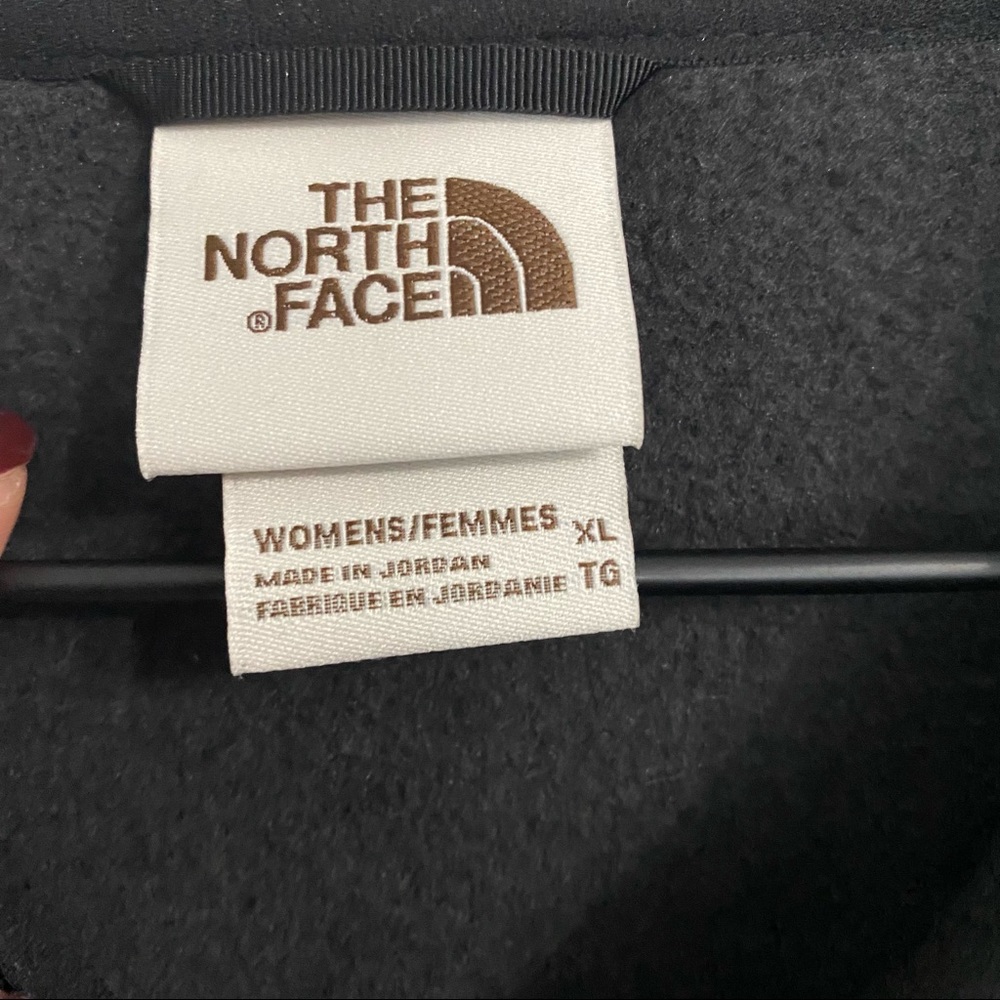 THE
NORTH
®FACE
WOMENS/FEMMES XL
MADE IN JORDAN
FABRIQUE EN JORDANIE TG